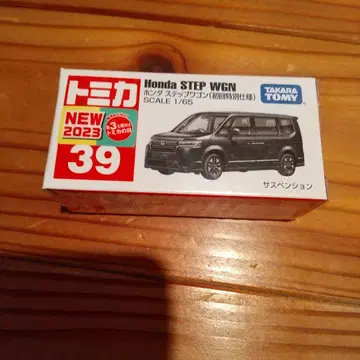 トミカ
NEW
2023
39
Honda STEP WGN
ホンダ ステップワゴン(初回特別仕様)
SCALE 1/65
TAKARA
TOMY
サスペンション